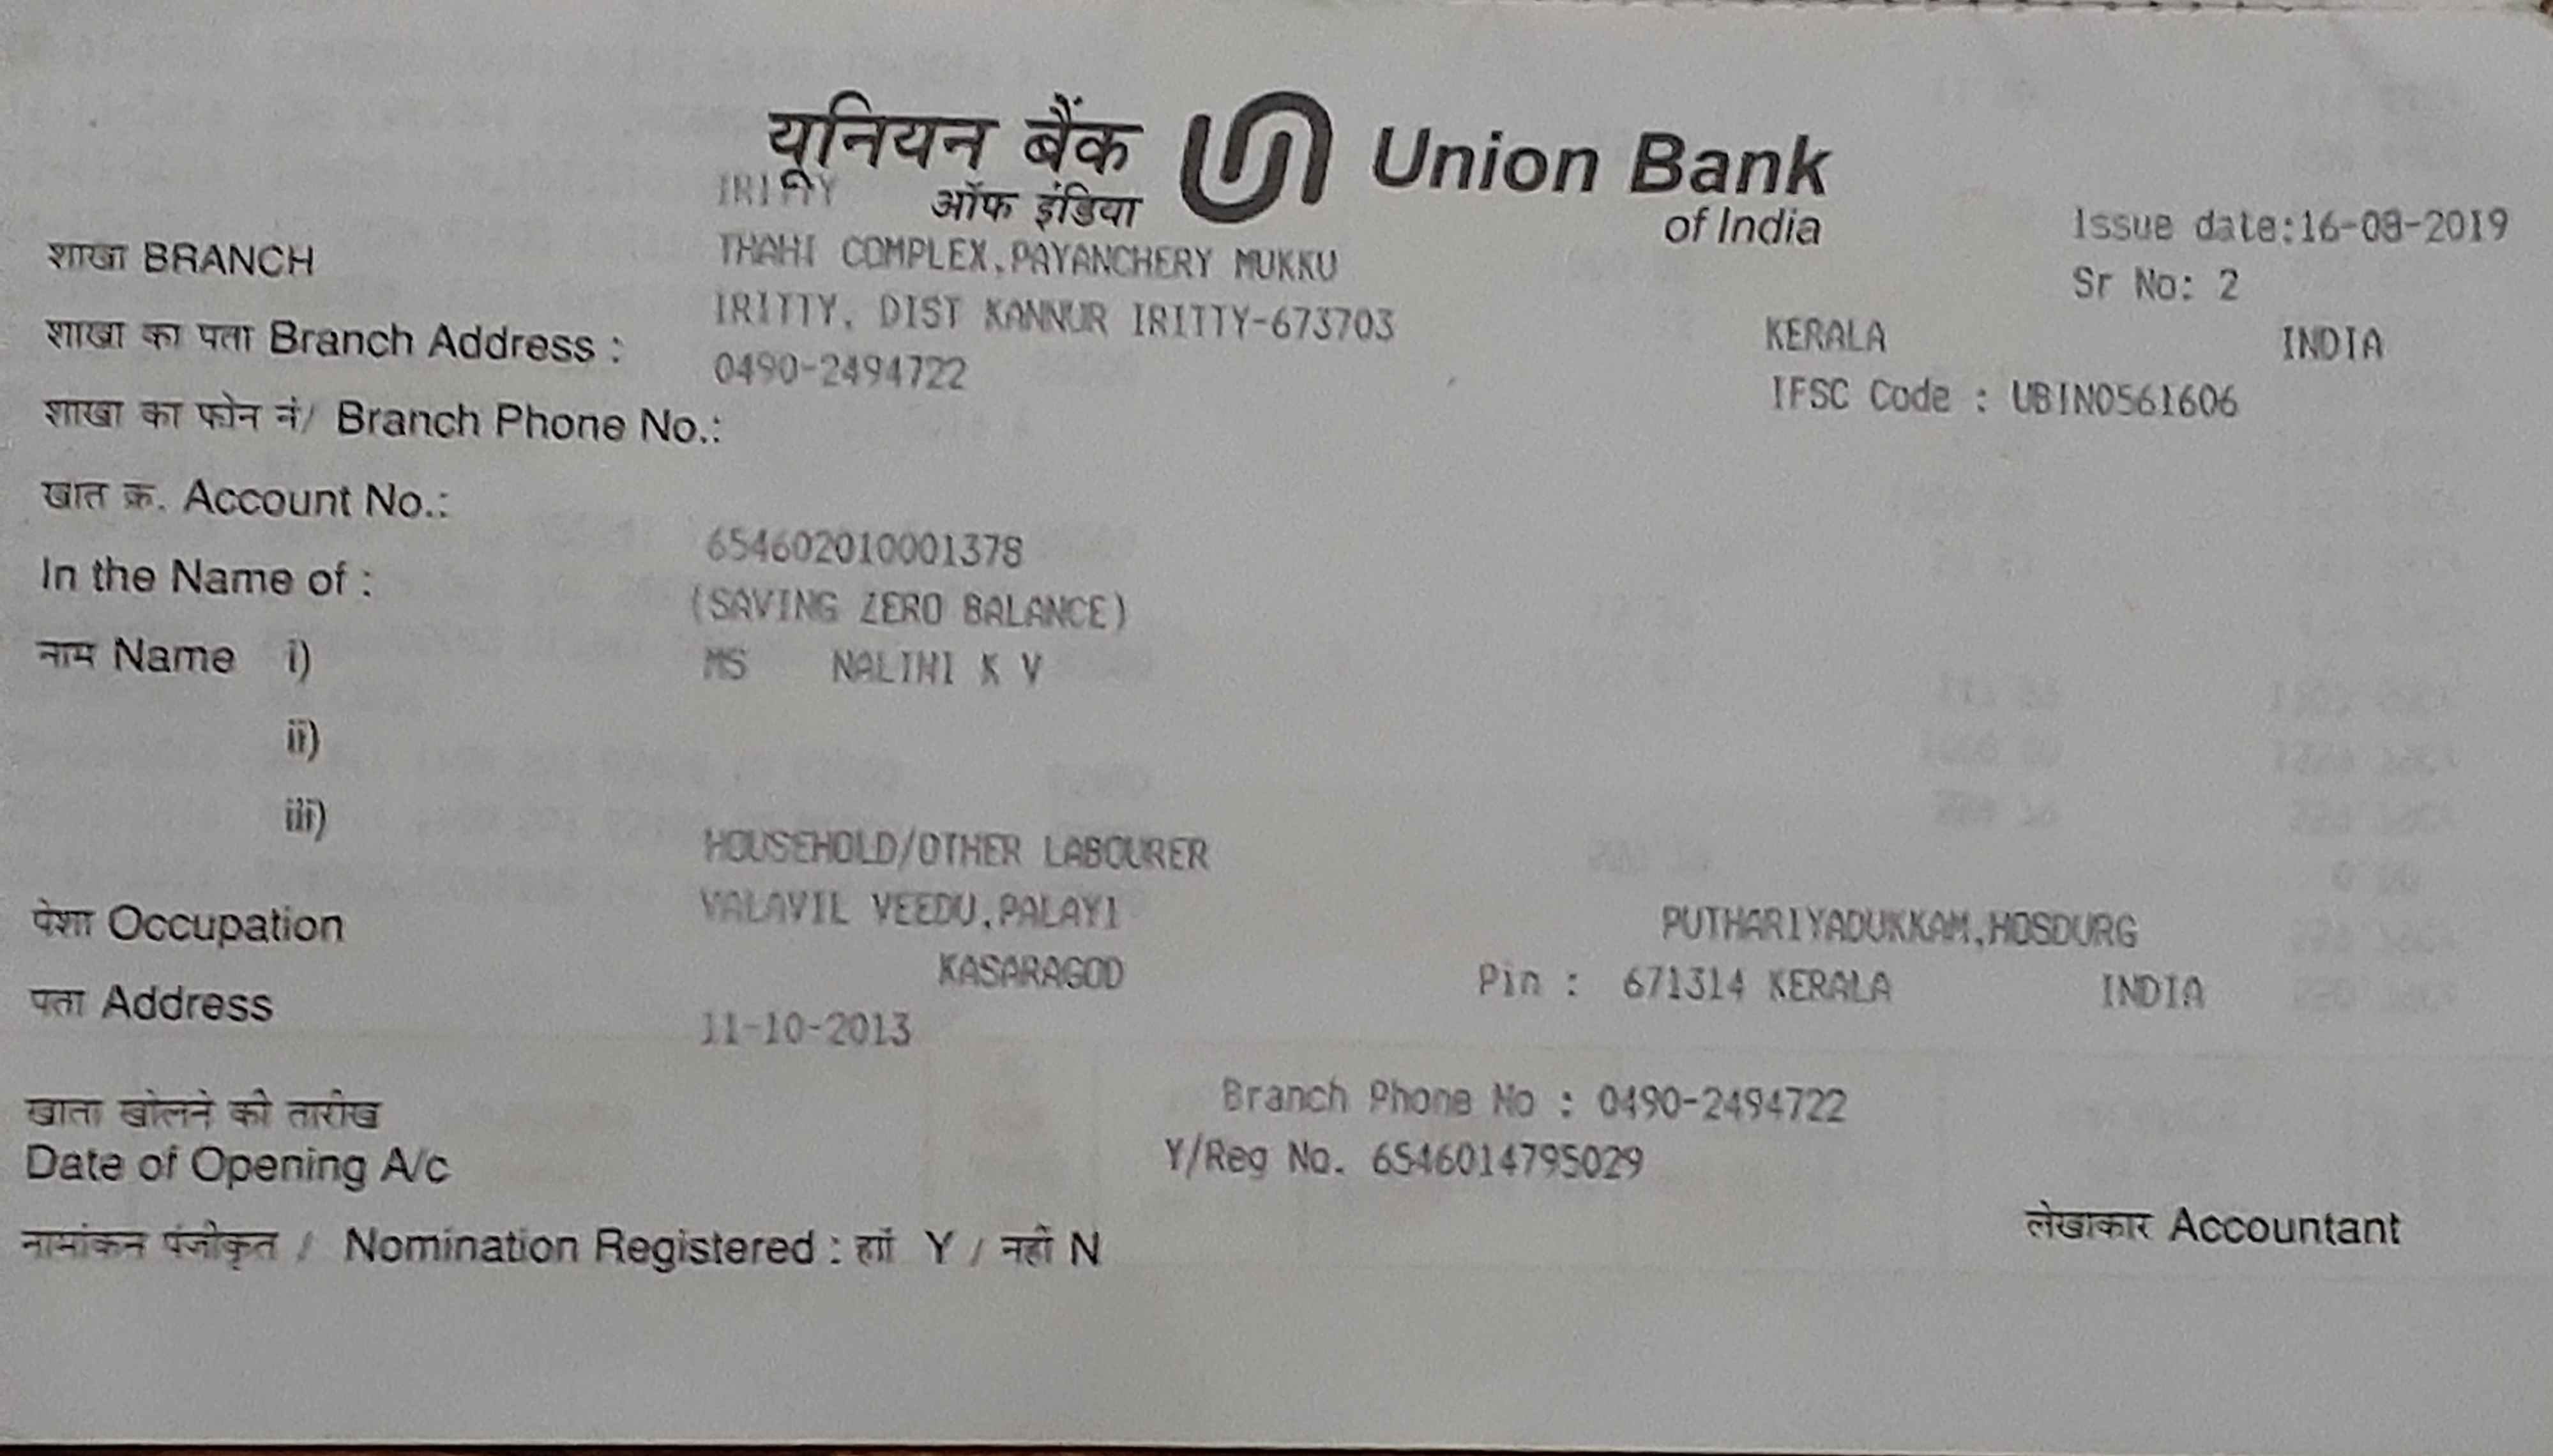 यूनियन बैंक Union Bank
ऑफ इंडिया of India
IRITTY
Issue date:16-08-2019
शाखा BRANCH
THAHI COMPLEX,PAYANCHERY MUKKU
Sr No: 2
शाखा का पता Branch Address :
IRITTY, DIST KANNUR IRITTY-673703 KERALA INDIA
0490-2494722
IFSC Code : UBIN0561606
शाखा का फोन नं/ Branch Phone No.:
खात क्र. Account No.:
654602010001378
In the Name of :
(SAVING ZERO BALANCE)
नाम Name i)
MS NALINI K V
ii)
iii)
HOUSEHOLD/OTHER LABOURER
पेशा Occupation
VALAVIL VEEDU,PALAYI PUTHARIYADUKKAM,HOSDURG
KASARAGOD Pin : 671314 KERALA INDIA
पता Address
11-10-2013
खाता खोलने की तारीख
Branch Phone No : 0490-2494722
Date of Opening A/c
Y/Reg No. 6546014795029
नामांकन पंजीकृत / Nomination Registered : हाँ Y / नहीं N
लेखाकार Accountant